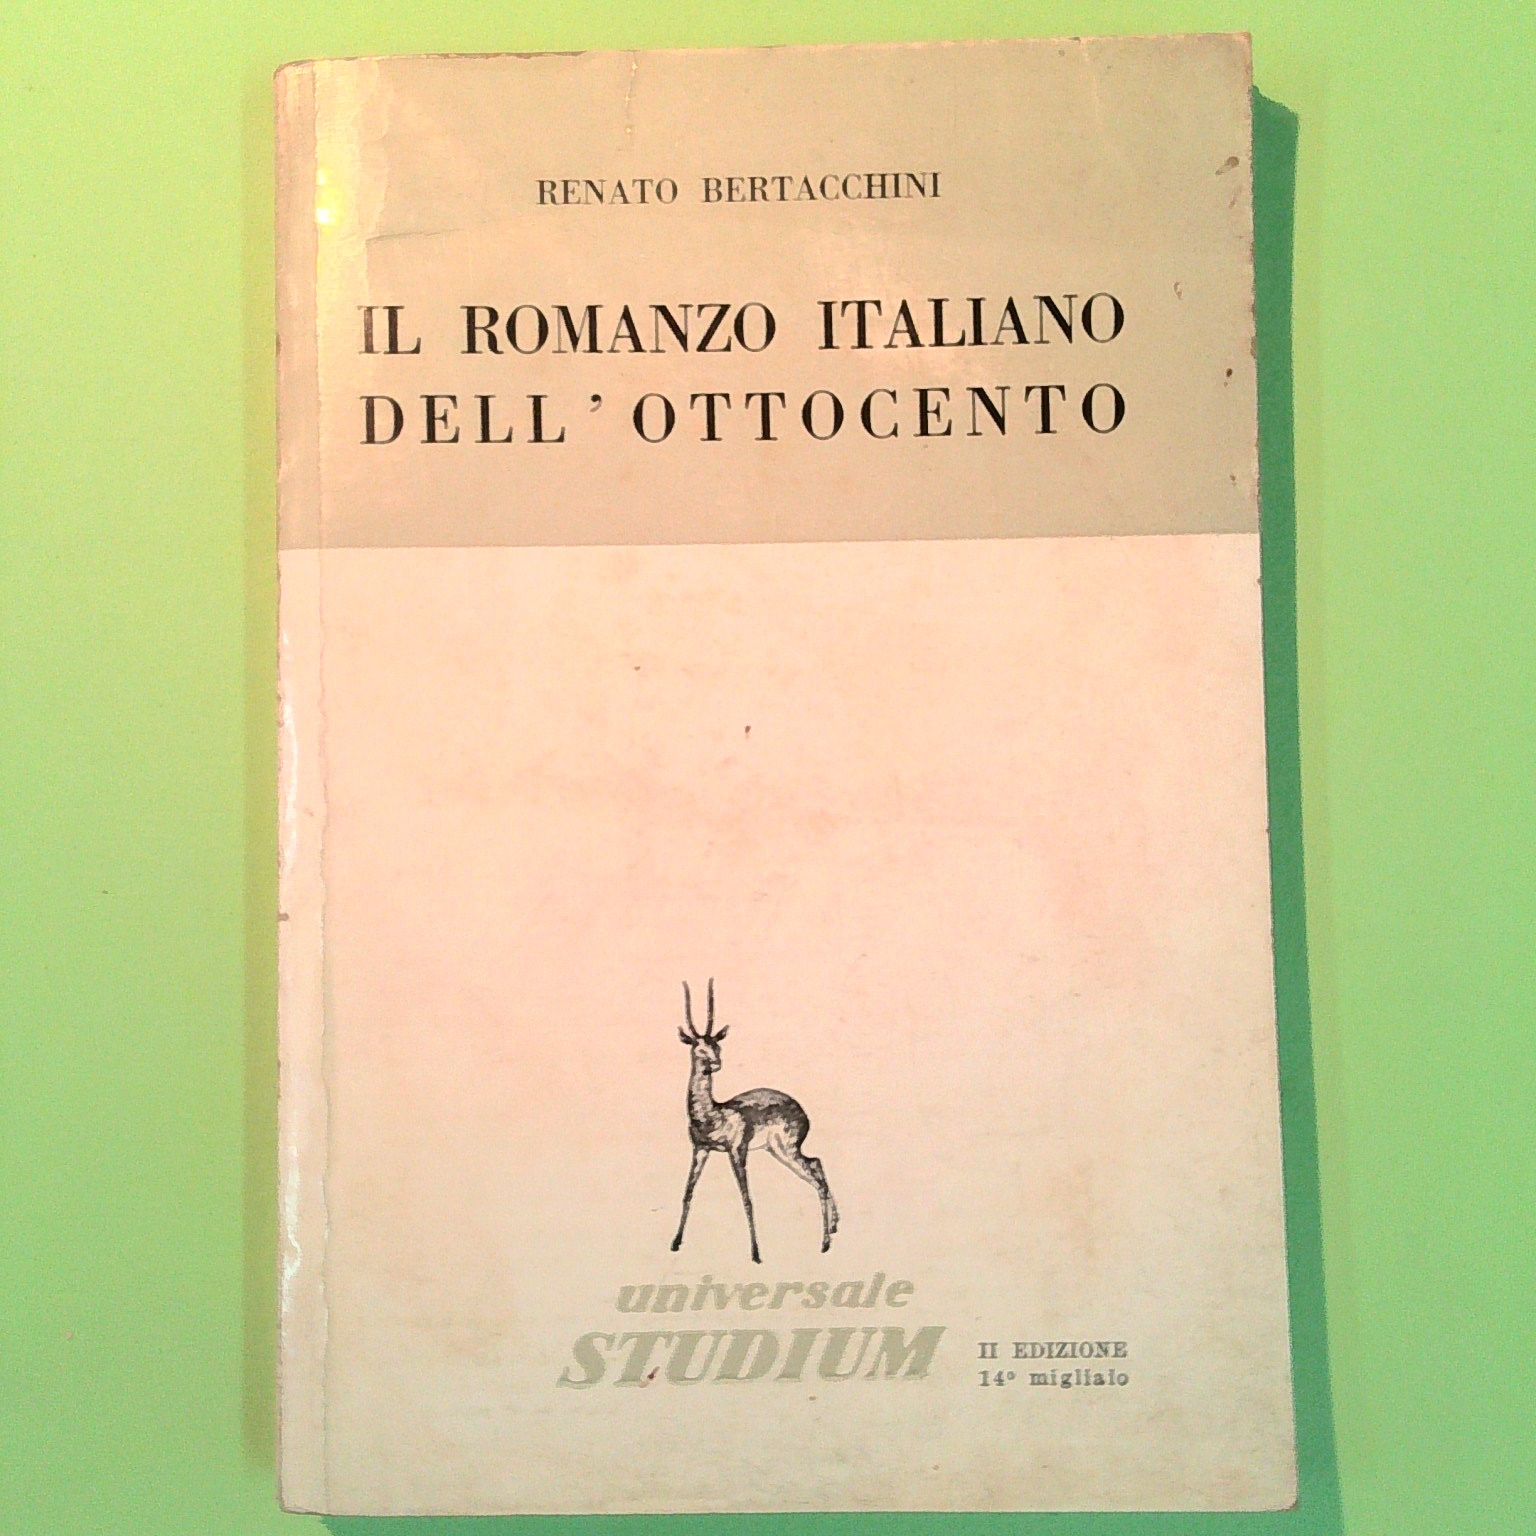 RENATO BERTACCHINI
IL ROMANZO ITALIANO
DELL'OTTOCENTO
universale
STUDIUM
II EDIZIONE
14° migliaio